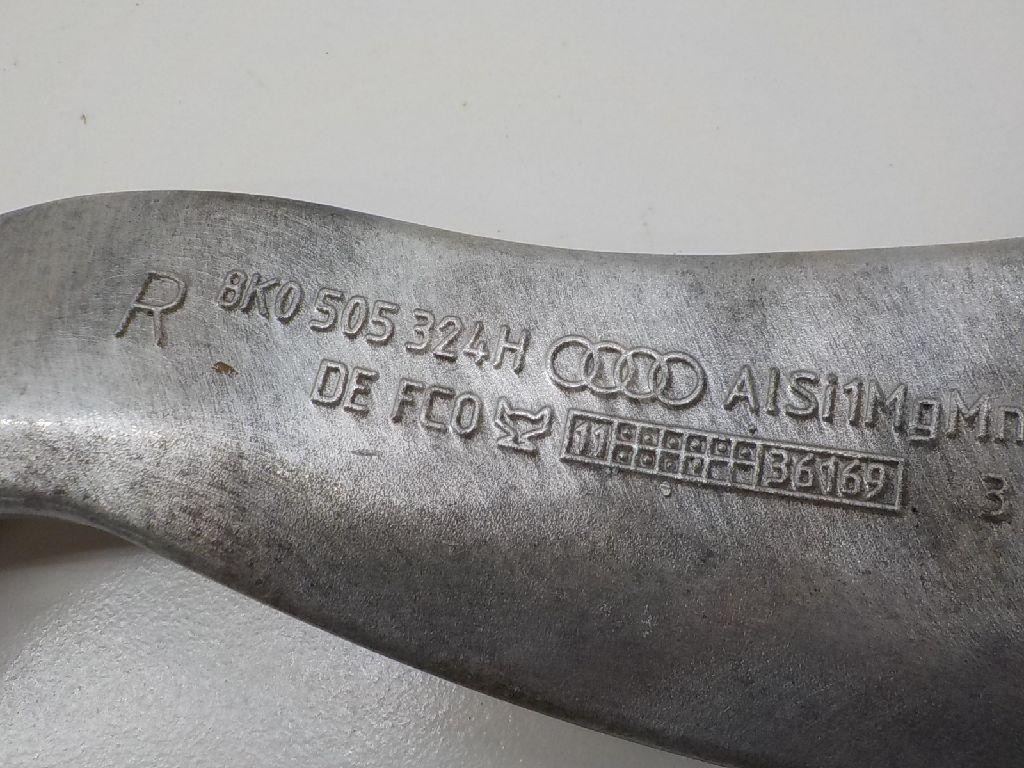 R 8K0 505 324H AlSi1MgMn
DE FCO 11 36169 3